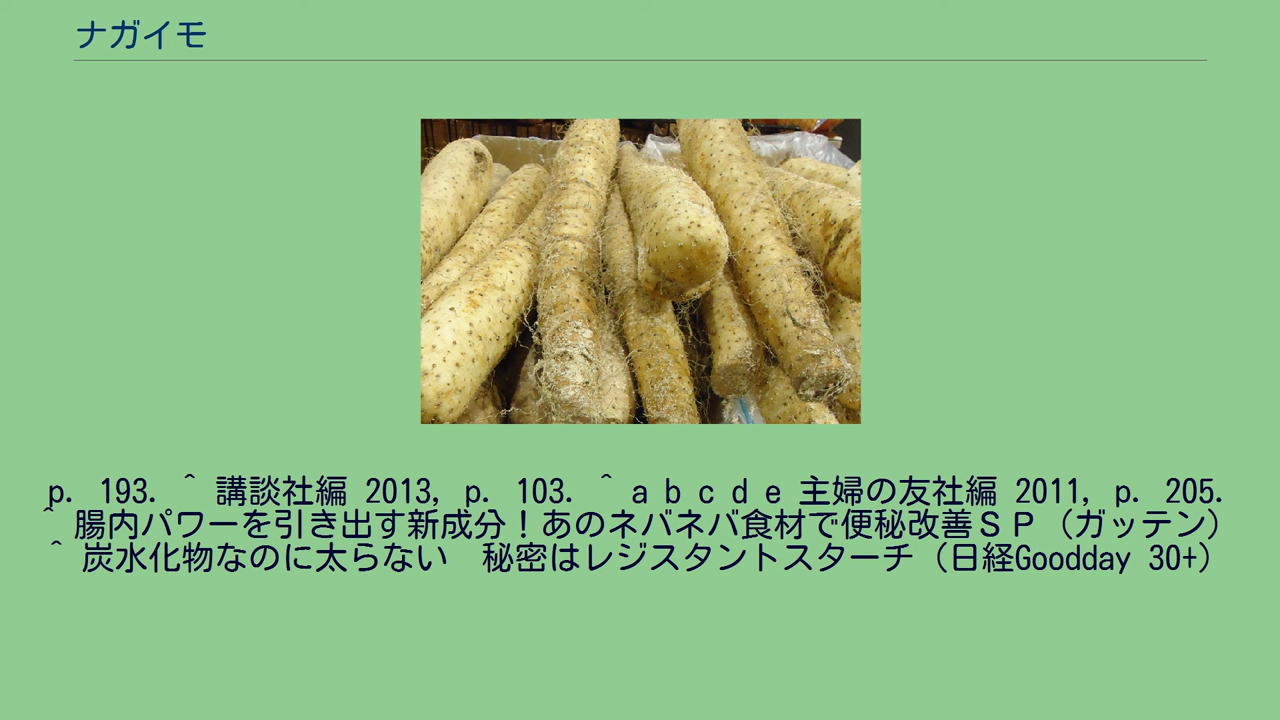 ナガイモ
p. 193. ^ 講談社編 2013, p. 103. ^ a b c d e 主婦の友社編 2011, p. 205.
^ 腸内パワーを引き出す新成分！あのネバネバ食材で便秘改善ＳＰ（ガッテン）
^ 炭水化物なのに太らない　秘密はレジスタントスターチ（日経Goodday 30+）